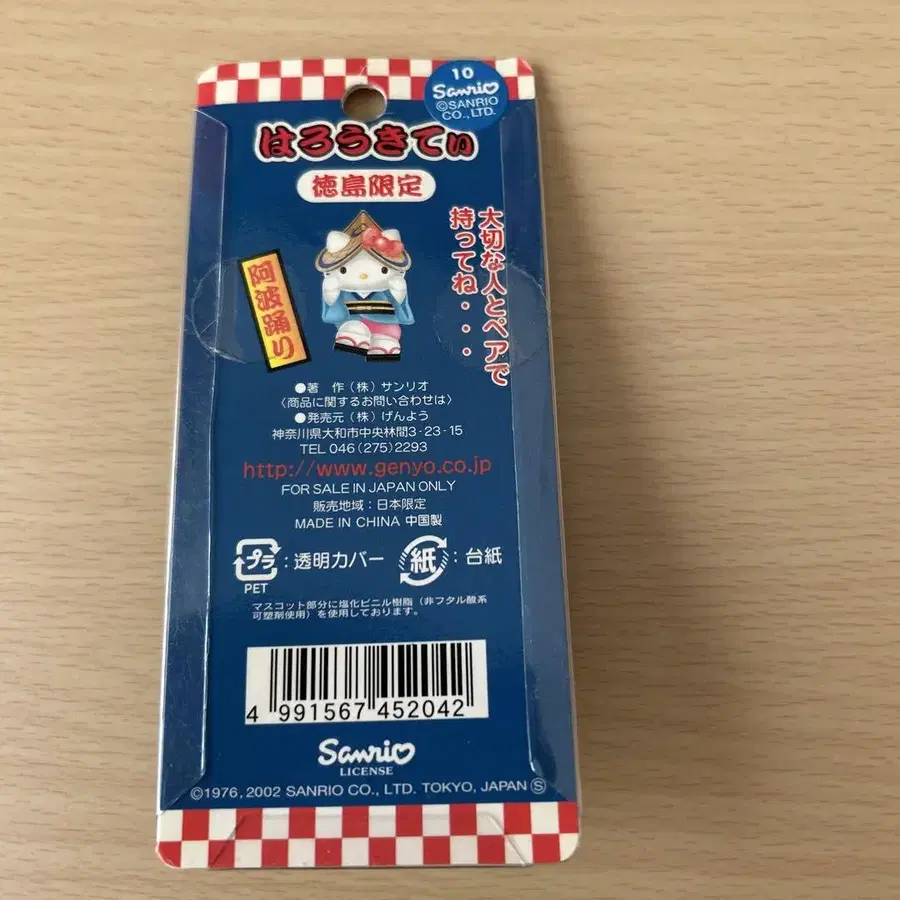 10
Sanrio
©SANRIO
CO., LTD.
はろうきてぃ
徳島限定
大切な人とペアで
持ってね・・・
阿波踊り
●著 作（株）サンリオ
〈商品に関するお問い合わせは〉
●発売元（株）げんよう
神奈川県大和市中央林間3-23-15
TEL 046(275)2293
http://www.genyo.co.jp
FOR SALE IN JAPAN ONLY
販売地域：日本限定
MADE IN CHINA 中国製
プラ：透明カバー 紙：台紙
PET
マスコット部分に塩化ビニル樹脂（非フタル酸系
可塑剤使用）を使用しております。
4 991567 452042
Sanrio
LICENSE
©1976, 2002 SANRIO CO., LTD. TOKYO, JAPAN Ⓢ